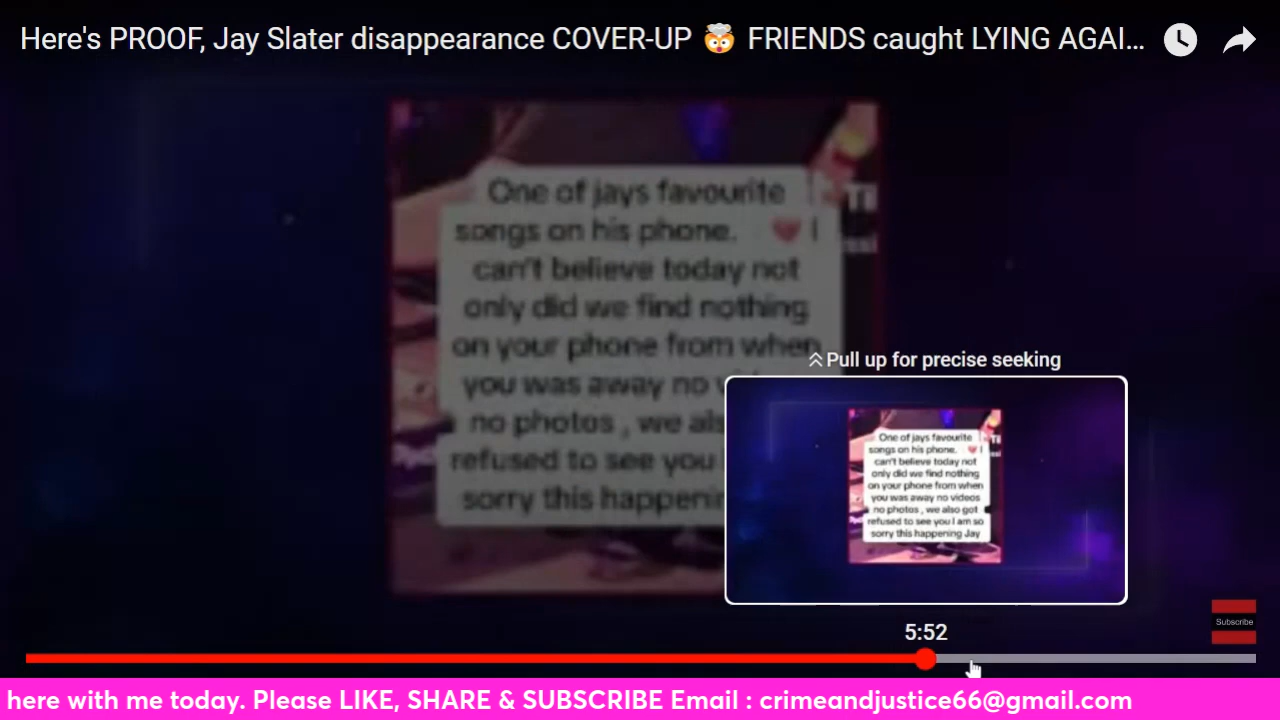 Here's PROOF, Jay Slater disappearance COVER-UP 🤯 FRIENDS caught LYING AGAI...
One of jays favourite
songs on his phone. ❤️ I
can't believe today not
only did we find nothing
on your phone from when
you was away no
no photos , we als
refused to see you
sorry this happenin
Pull up for precise seeking
One of jays favourite
songs on his phone. ❤️ I
can't believe today not
only did we find nothing
on your phone from when
you was away no videos
no photos , we also got
refused to see you I am so
sorry this happening Jay
5:52
Subscribe
here with me today. Please LIKE, SHARE & SUBSCRIBE Email : crimeandjustice66@gmail.com